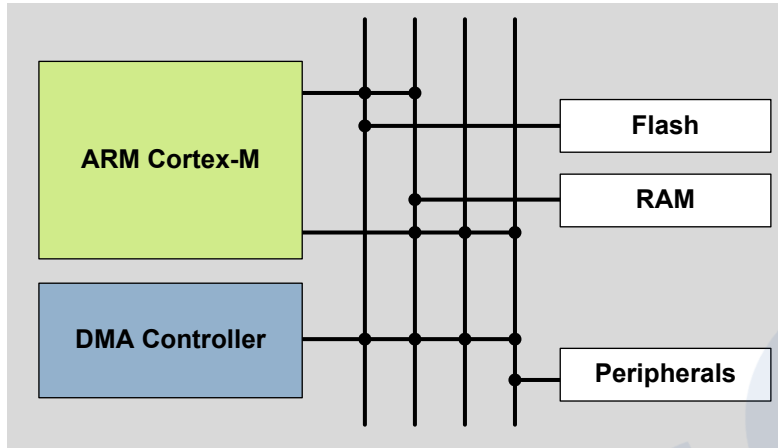 ARM Cortex-M
DMA Controller
Flash
RAM
Peripherals